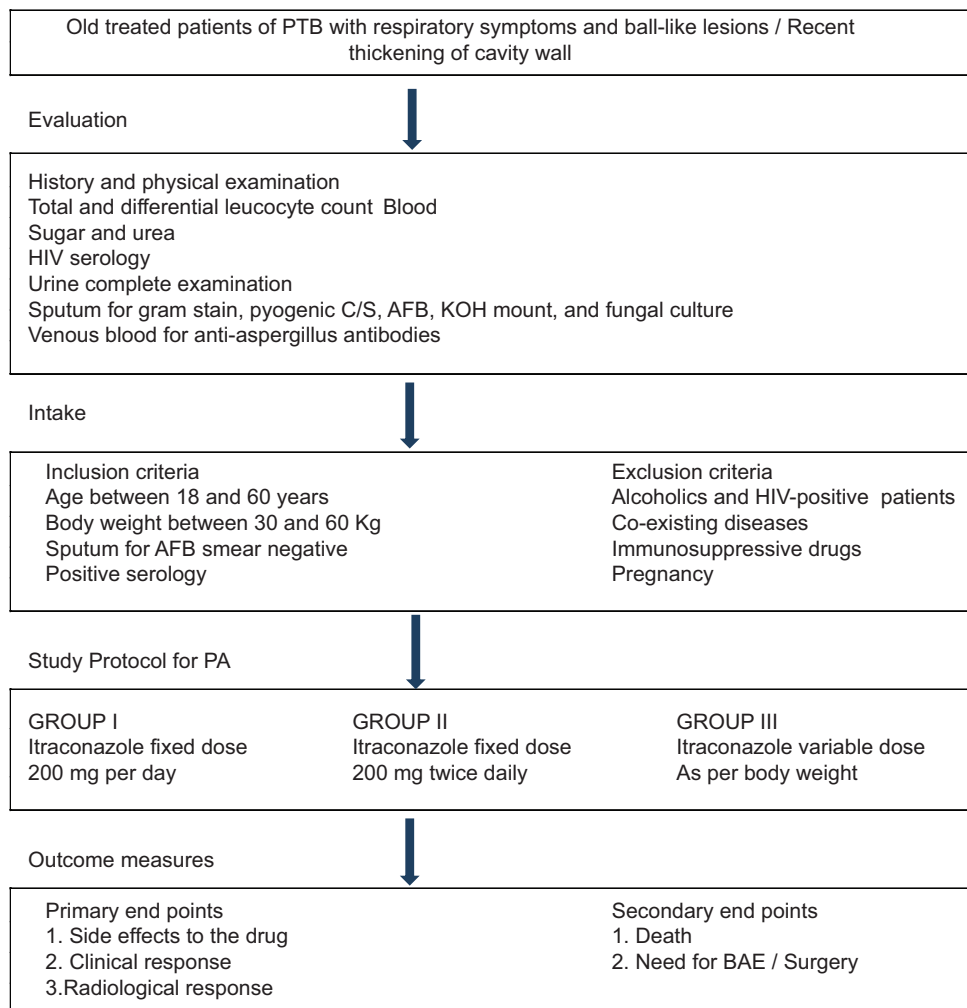 Old treated patients of PTB with respiratory symptoms and ball-like lesions / Recent
thickening of cavity wall
Evaluation
History and physical examination
Total and differential leucocyte count Blood
Sugar and urea
HIV serology
Urine complete examination
Sputum for gram stain, pyogenic C/S, AFB, KOH mount, and fungal culture
Venous blood for anti-aspergillus antibodies
Intake
Inclusion criteria
Age between 18 and 60 years
Body weight between 30 and 60 Kg
Sputum for AFB smear negative
Positive serology
Exclusion criteria
Alcoholics and HIV-positive patients
Co-existing diseases
Immunosuppressive drugs
Pregnancy
Study Protocol for PA
GROUP I
Itraconazole fixed dose
200 mg per day
GROUP II
Itraconazole fixed dose
200 mg twice daily
GROUP III
Itraconazole variable dose
As per body weight
Outcome measures
Primary end points
1. Side effects to the drug
2. Clinical response
3.Radiological response
Secondary end points
1. Death
2. Need for BAE / Surgery